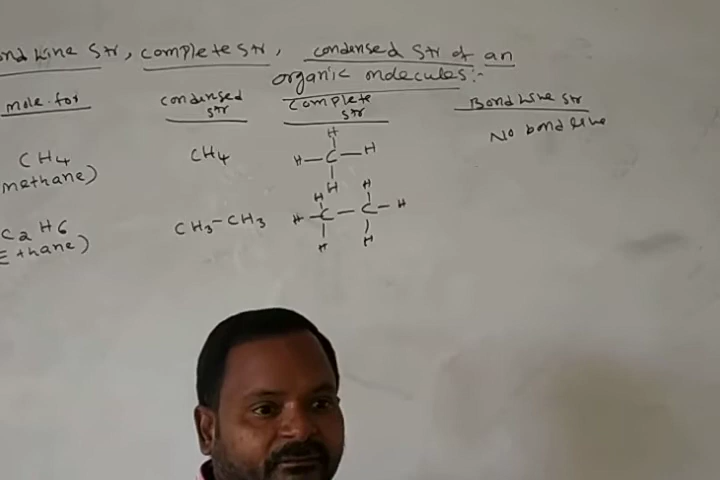 ond Line Str, complete str, condensed Str of an
organic molecules:-
mole. for condensed str complete str Bond Line str
CH4 (methane) CH4 H H-C-H H No bond line
C2H6 (Ethane) CH3-CH3 H H H-C-C-H H H